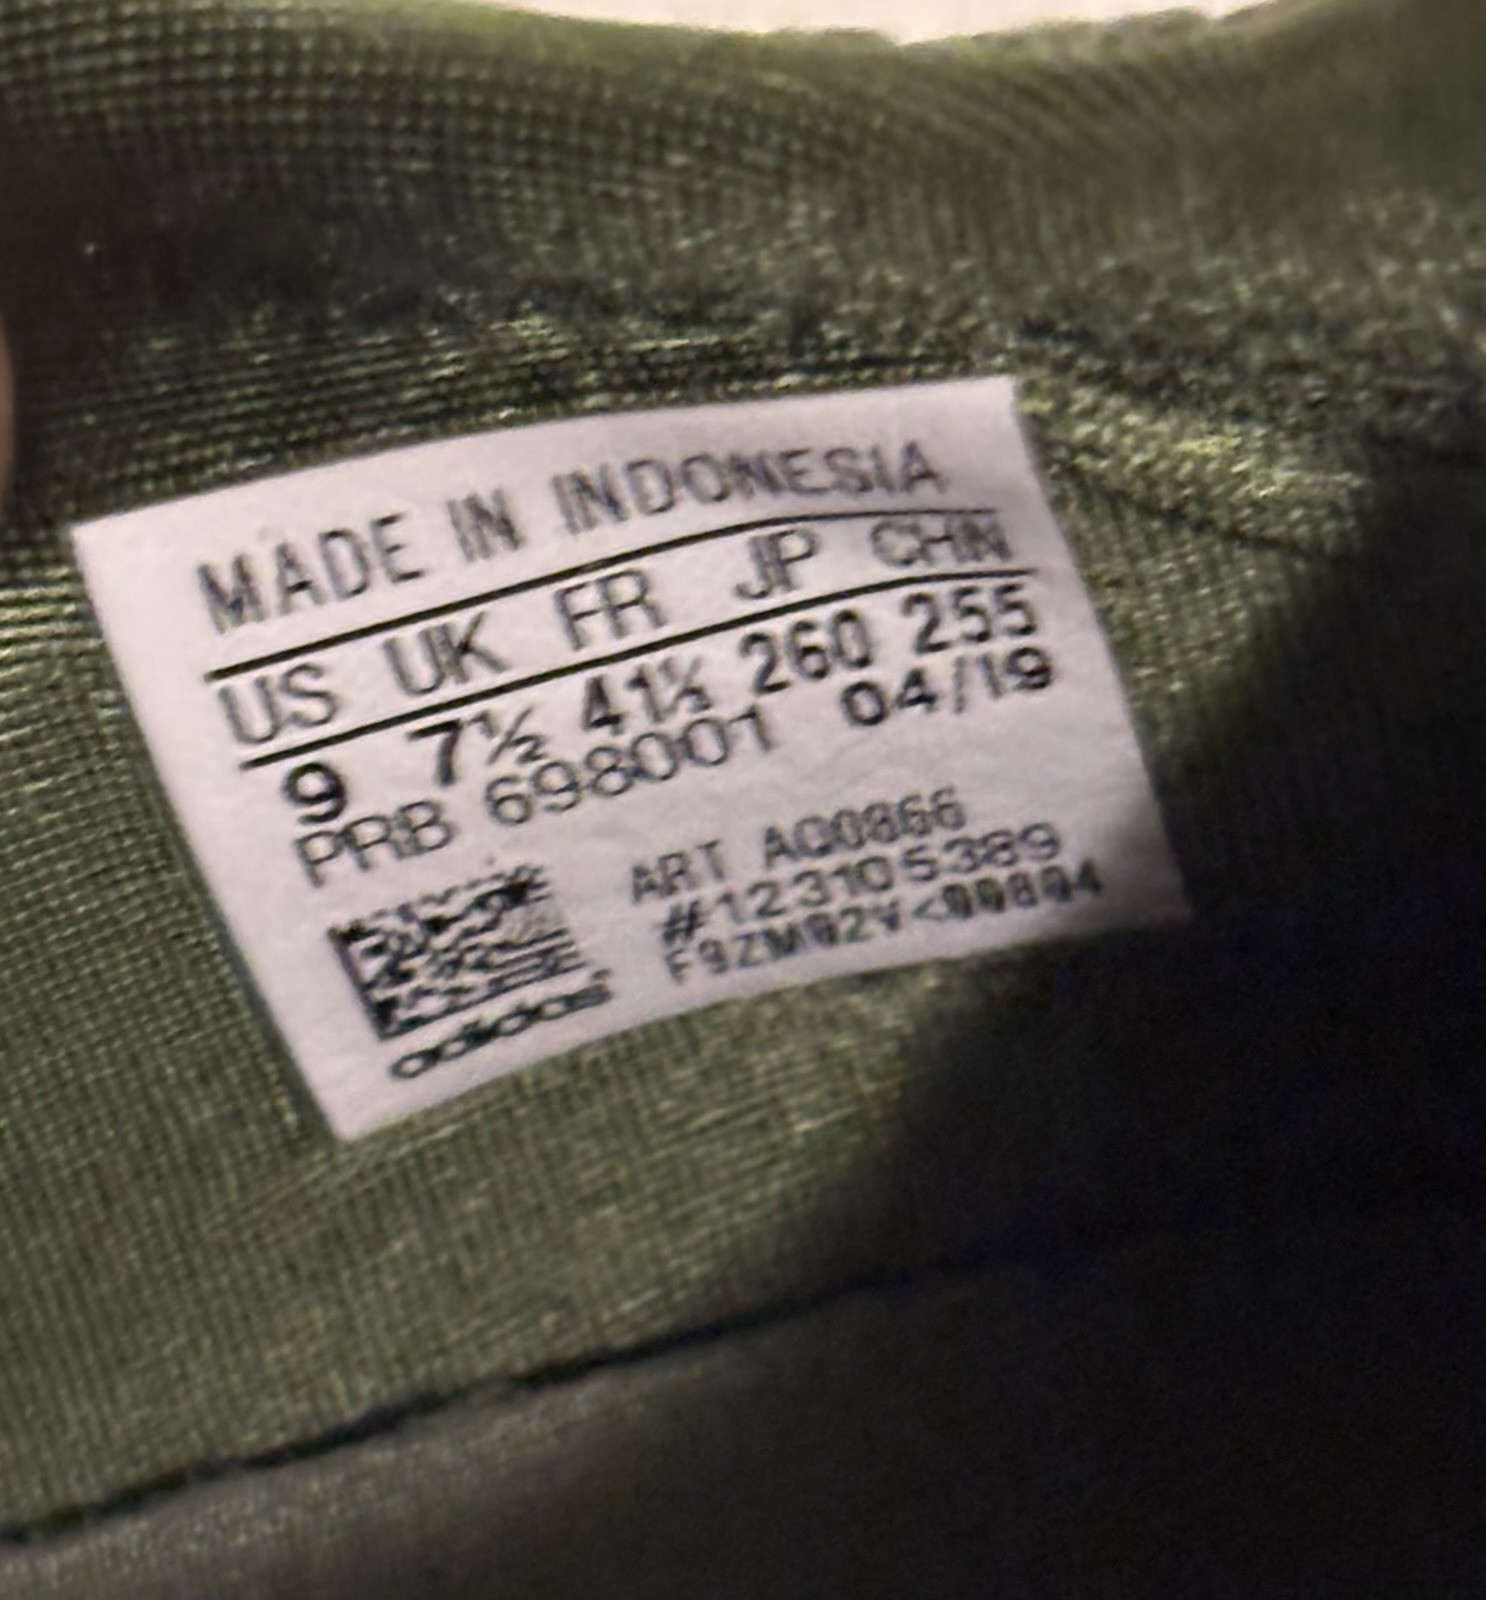 MADE IN INDONESIA
US UK FR JP CHN
9 7½ 41⅓ 260 255
PRB 698001 04/19
ART AQ0866
#123105389
adidas